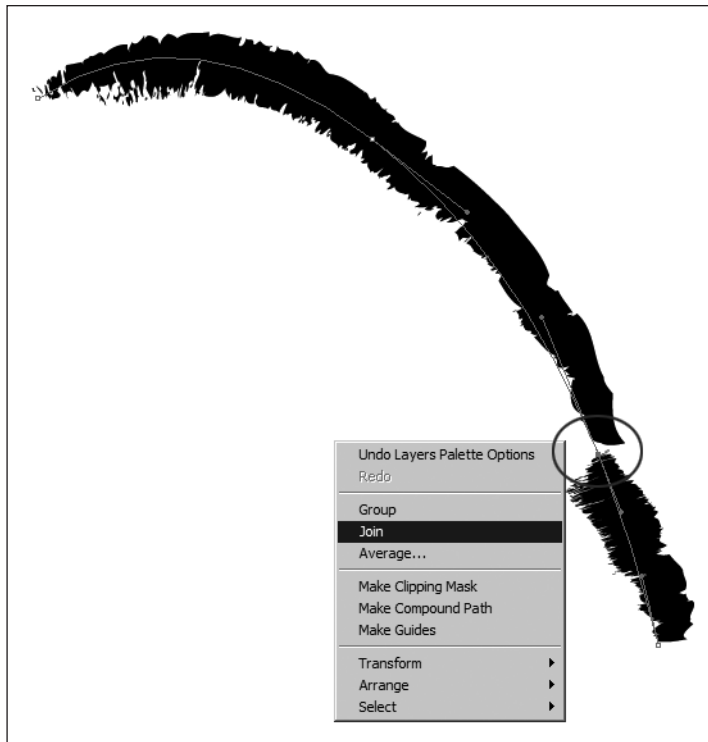 Undo Layers Palette Options
Redo
Group
Join
Average...
Make Clipping Mask
Make Compound Path
Make Guides
Transform
Arrange
Select